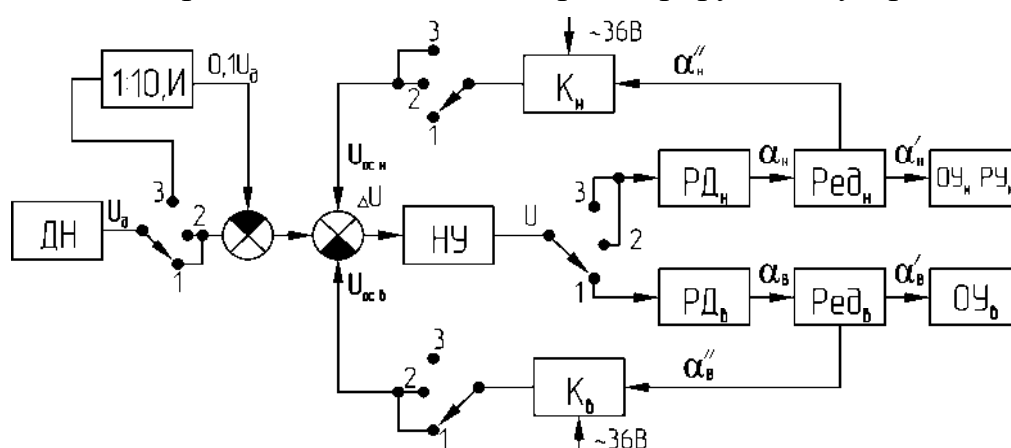 3
~36В
α″н
1:10,И
0,1Uд
2
Кн
1
Uос н
αн
α′н
3
ΔU
3
РДн
Редн
ОУн РУн
ДН
Uд
2
НУ
U
2
1
Uос в
1
αв
α′в
РДв
Редв
ОУв
3
2
α″в
Кв
1
~36В